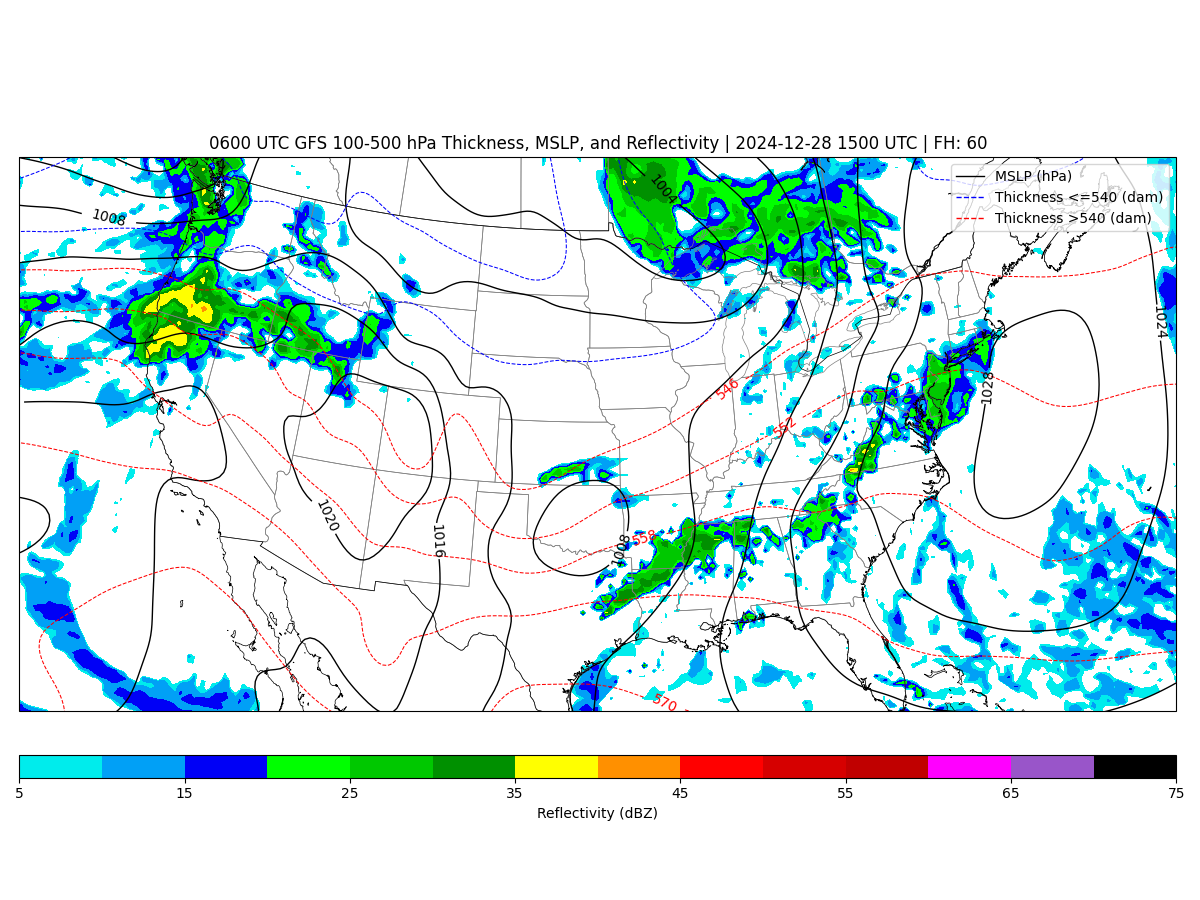 0600 UTC GFS 100-500 hPa Thickness, MSLP, and Reflectivity | 2024-12-28 1500 UTC | FH: 60
MSLP (hPa)
Thickness <=540 (dam)
Thickness >540 (dam)
1004
1008
1024
546
1028
552
1020
1016
558
1008
570
5 15 25 35 45 55 65 75
Reflectivity (dBZ)